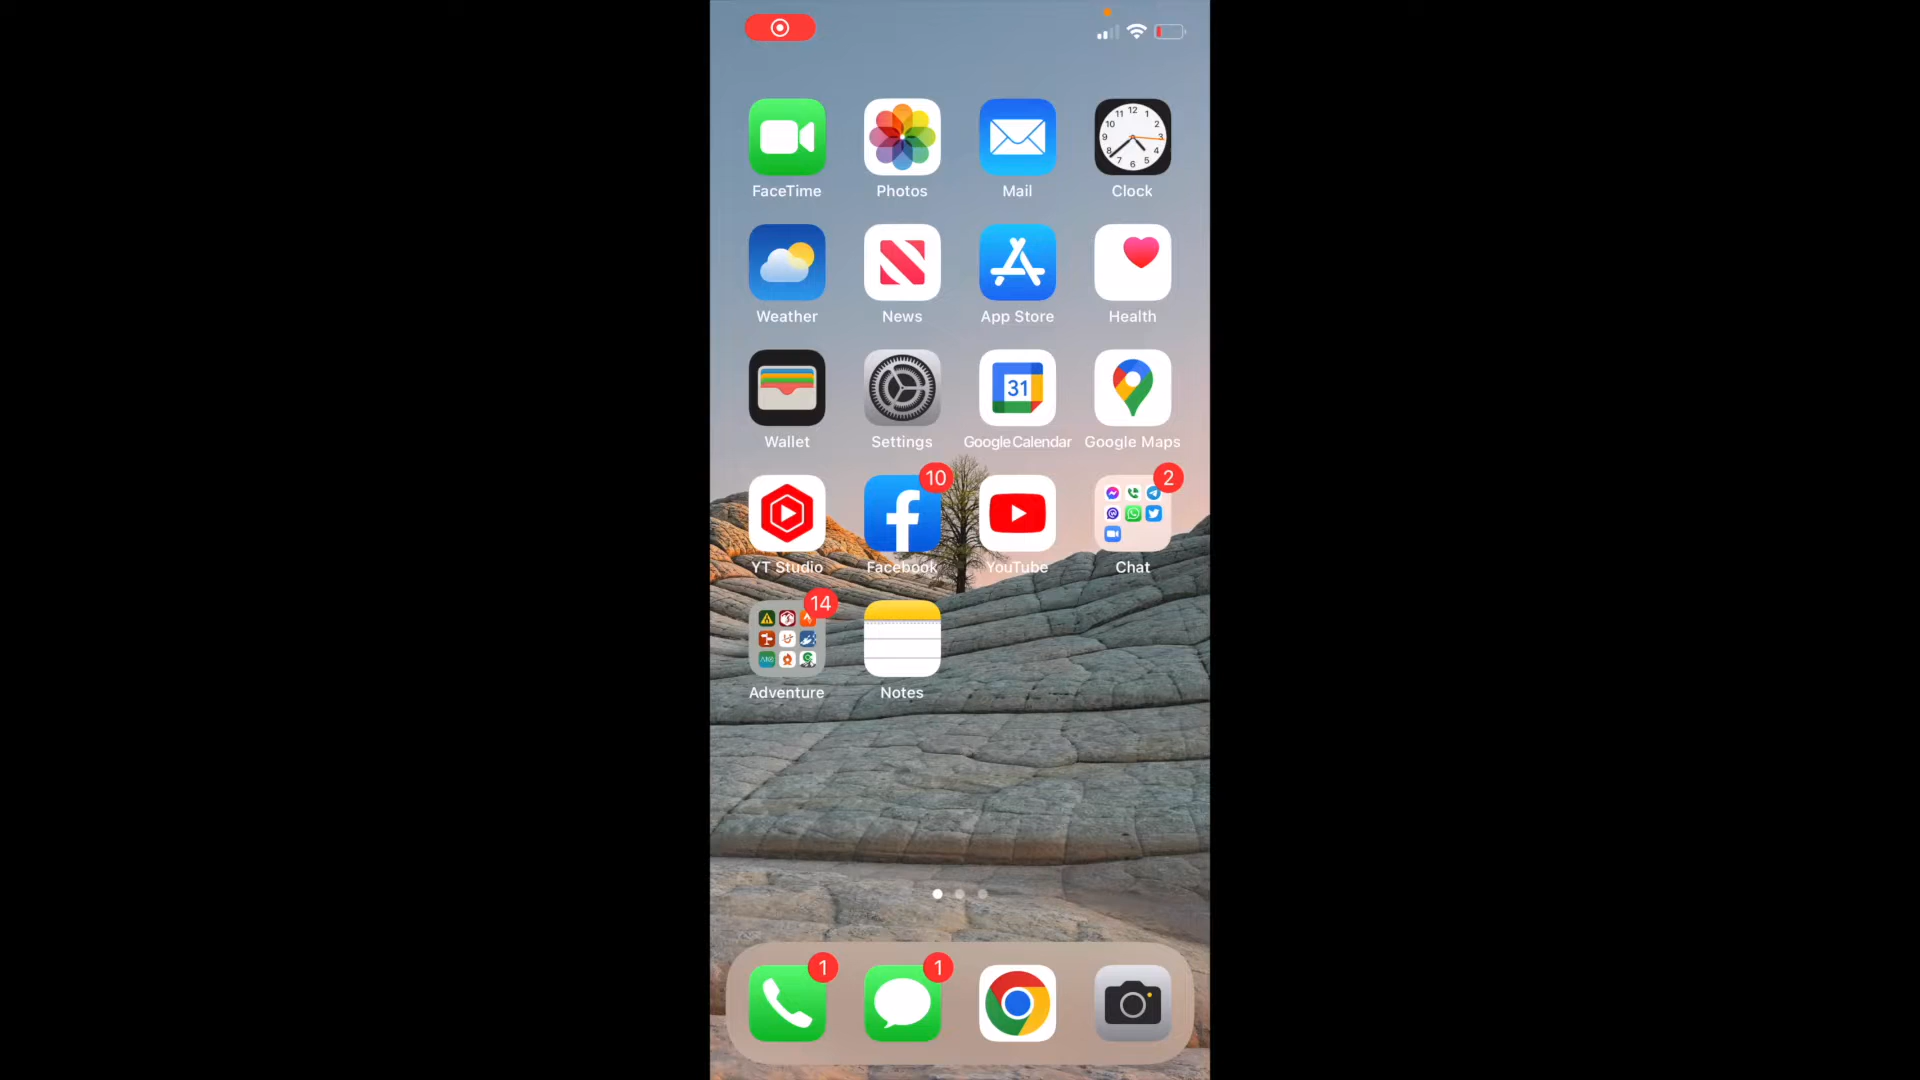 FaceTime Photos Mail Clock
Weather News App Store Health
31
Wallet Settings Google Calendar Google Maps
10 2
YT Studio Facebook YouTube Chat
14
Adventure Notes
1 1